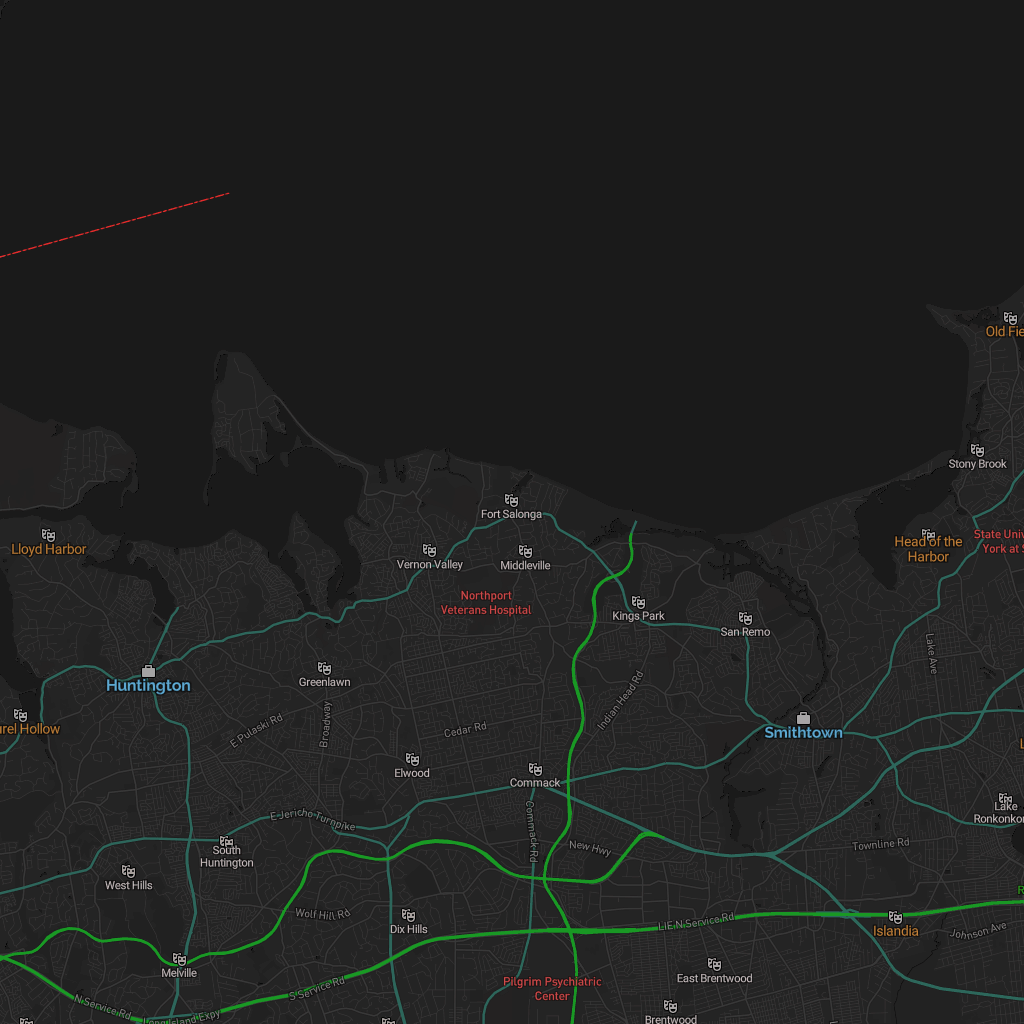 Old Fie
Stony Brook
Fort Salonga
Lloyd Harbor
Head of the
Harbor
State Univ
York at S
Vernon Valley
Middleville
Northport
Veterans Hospital
Kings Park
San Remo
Lake Ave
Huntington
Greenlawn
Indian Head Rd
urel Hollow
E Pulaski Rd
Broadway
Cedar Rd
Smithtown
L
Elwood
Commack
E Jericho Turnpike
Commack Rd
Lake
Ronkonkon
South
Huntington
New Hwy
Townline Rd
West Hills
R
Wolf Hill Rd
Dix Hills
LIE N Service Rd
Islandia
Johnson Ave
Melville
East Brentwood
Pilgrim Psychiatric
Center
S Service Rd
N Service Rd
Long Island Expy
Brentwood